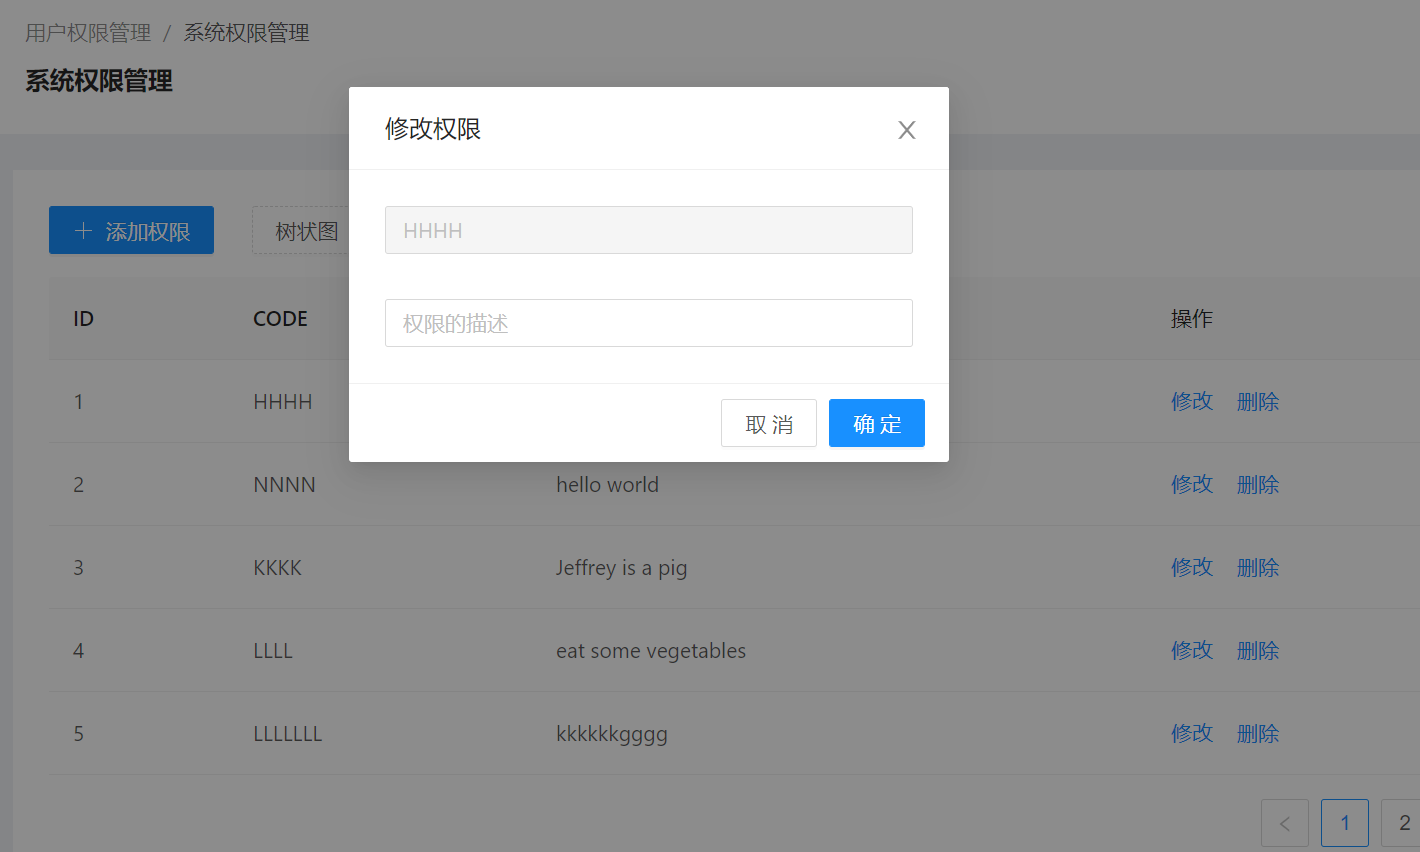 用户权限管理 / 系统权限管理
系统权限管理
修改权限
添加权限 树状图
HHHH
权限的描述
取 消 确 定
ID CODE 操作
1 HHHH 修改 删除
2 NNNN hello world 修改 删除
3 KKKK Jeffrey is a pig 修改 删除
4 LLLL eat some vegetables 修改 删除
5 LLLLLLL kkkkkkgggg 修改 删除
< 1 2